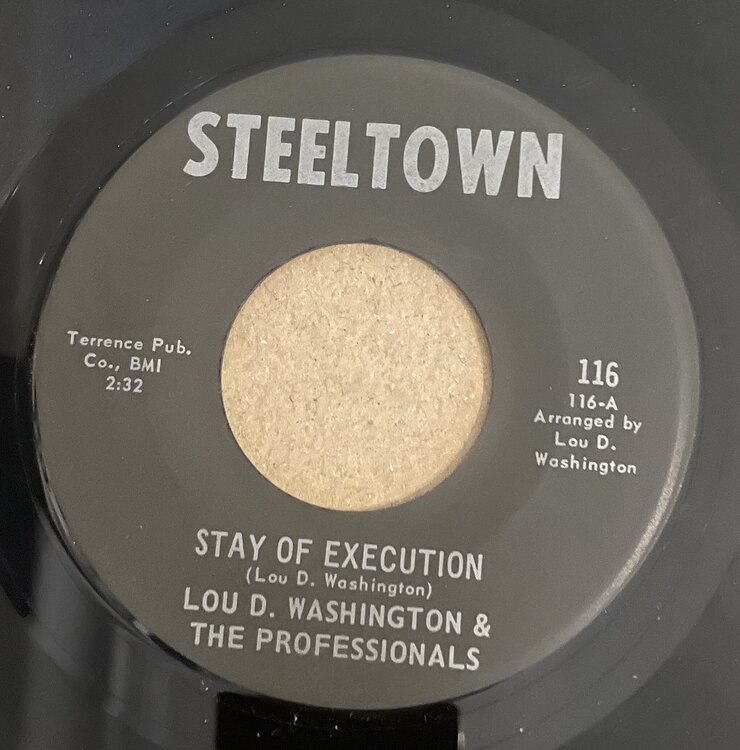 STEELTOWN
Terrence Pub.
Co., BMI
2:32
116
116-A
Arranged by
Lou D.
Washington
STAY OF EXECUTION
(Lou D. Washington)
LOU D. WASHINGTON &
THE PROFESSIONALS